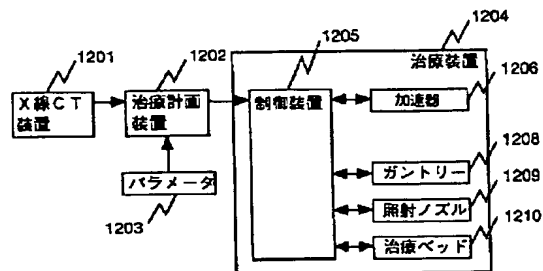 1201
X線CT
装置
1202
治療計画
装置
パラメータ
1203
1204
治療装置
1205
制御装置
1206
加速器
1208
ガントリー
1209
照射ノズル
1210
治療ベッド